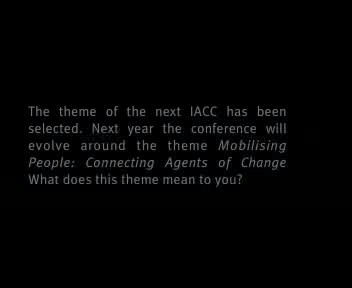 The theme of the next IACC has been
selected. Next year the conference will
evolve around the theme Mobilising
People: Connecting Agents of Change
What does this theme mean to you?